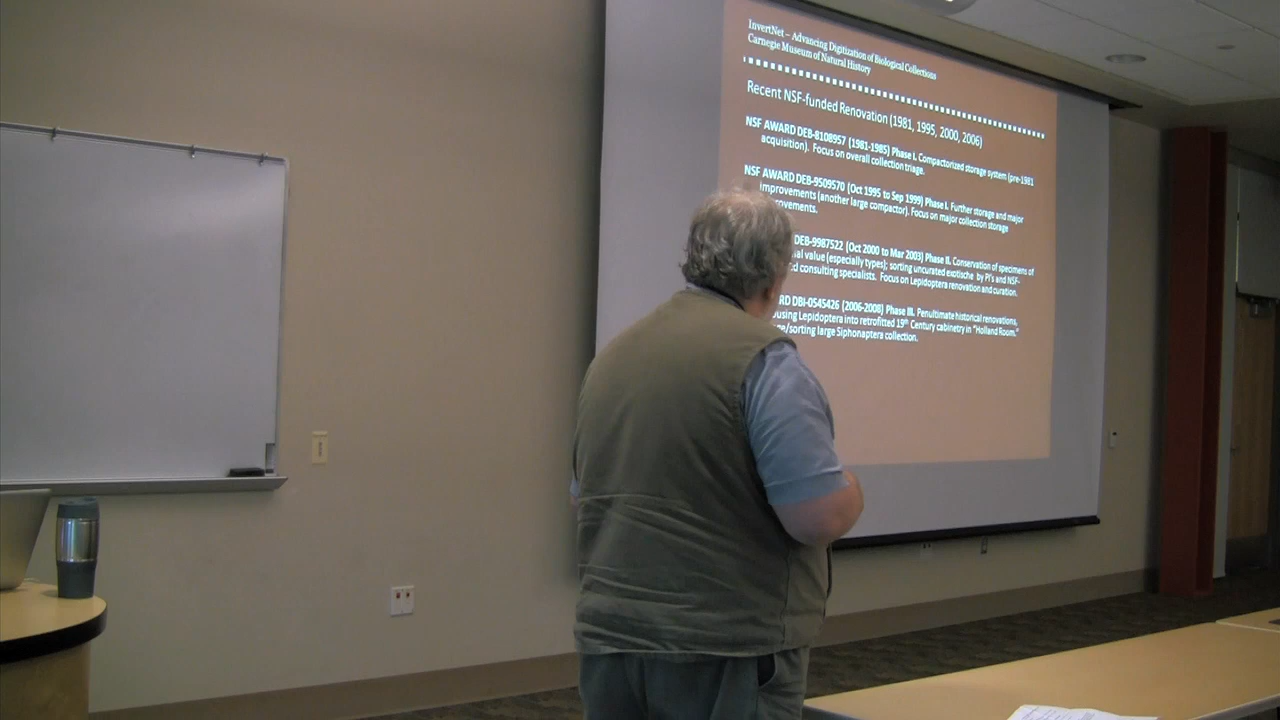 InvertNet – Advancing Digitization of Biological Collections
Carnegie Museum of Natural History
Recent NSF-funded Renovation (1981, 1995, 2000, 2006)
NSF AWARD DEB-8108957 (1981-1985) Phase I. Compactorized storage system (pre-1981
acquisition). Focus on overall collection triage.
NSF AWARD DEB-9509570 (Oct 1995 to Sep 1999) Phase I. Further storage and major
improvements (another large compactor). Focus on major collection storage
DEB-9987522 (Oct 2000 to Mar 2003) Phase II. Conservation of specimens of
value (especially types); sorting uncurated exotische by PI's and NSF-
consulting specialists. Focus on Lepidoptera renovation and curation.
DBI-0545426 (2006-2008) Phase III. Penultimate historical renovations,
Lepidoptera into retrofitted 19th Century cabinetry in "Holland Room."
/sorting large Siphonaptera collection.